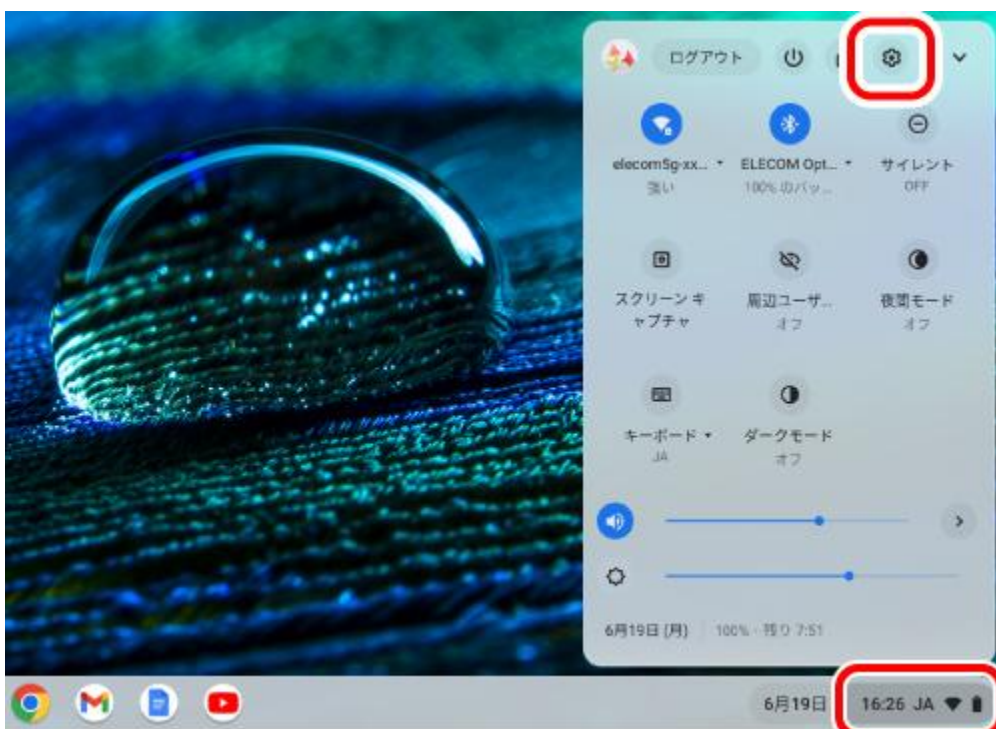 ログアウト
elecom5g-xx...
強い
ELECOM Opt...
100% のバッ...
サイレント
OFF
スクリーン キ
ャプチャ
周辺ユーザ...
オフ
夜間モード
オフ
キーボード
JA
ダークモード
オフ
6月19日 (月) 100% - 残り 7:51
6月19日 16:26 JA